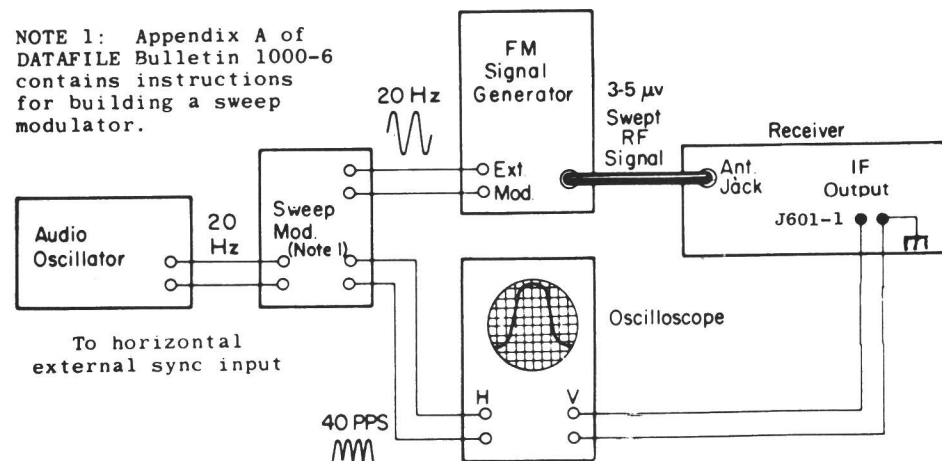 NOTE 1: Appendix A of
DATAFILE Bulletin 1000-6
contains instructions
for building a sweep
modulator.
20 Hz
FM
Signal
Generator
Ext.
Mod.
3-5 µv
Swept
RF
Signal
Receiver
Ant.
Jack
IF
Output
J601-1
Audio
Oscillator
20
Hz
Sweep
Mod.
(Note 1)
To horizontal
external sync input
40 PPS
H
V
Oscilloscope